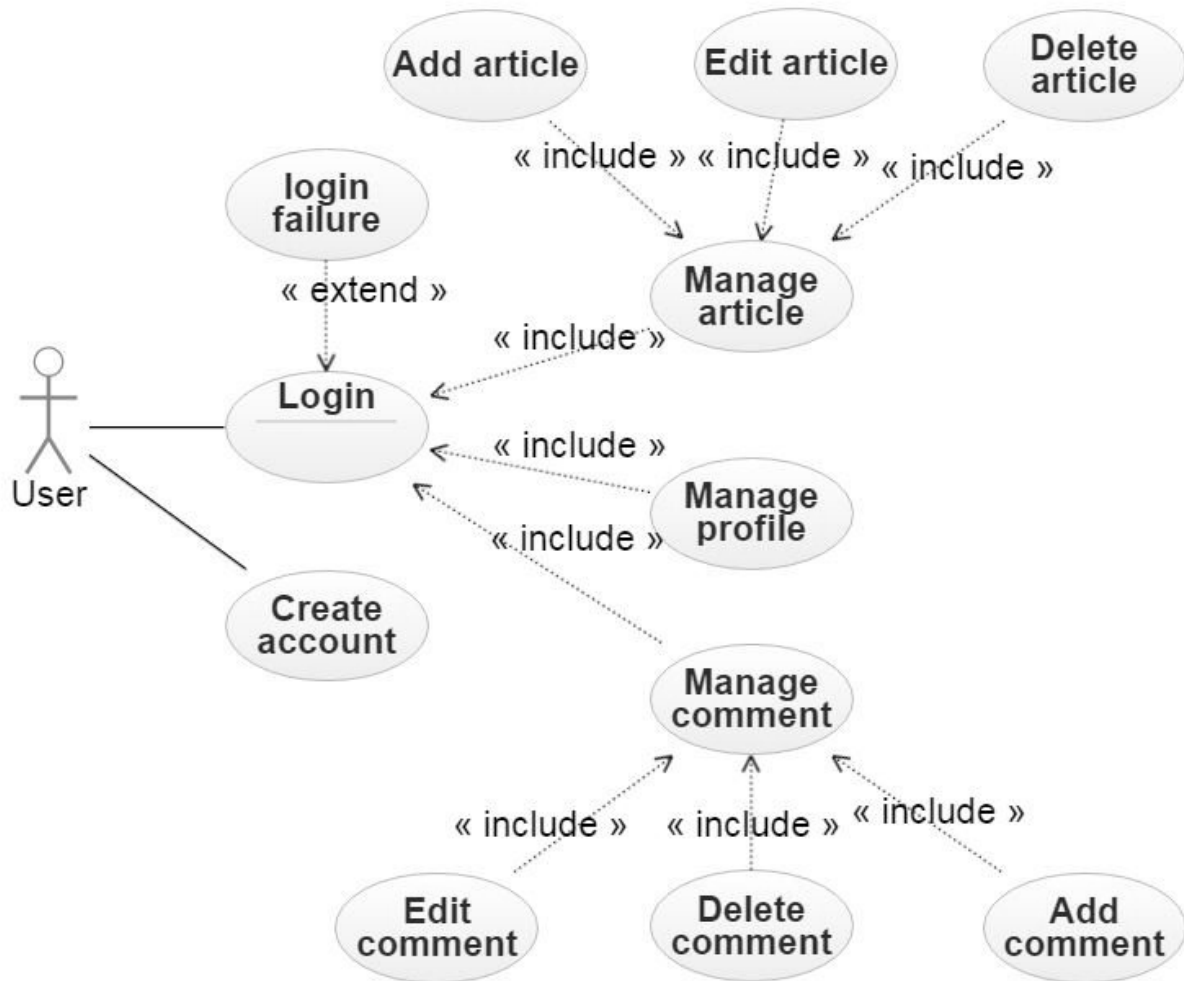 Add article
Edit article
Delete
article
« include »
« include »
« include »
login
failure
« extend »
Manage
article
« include »
Login
« include »
User
Manage
profile
« include »
Create
account
Manage
comment
« include »
« include »
« include »
Edit
comment
Delete
comment
Add
comment